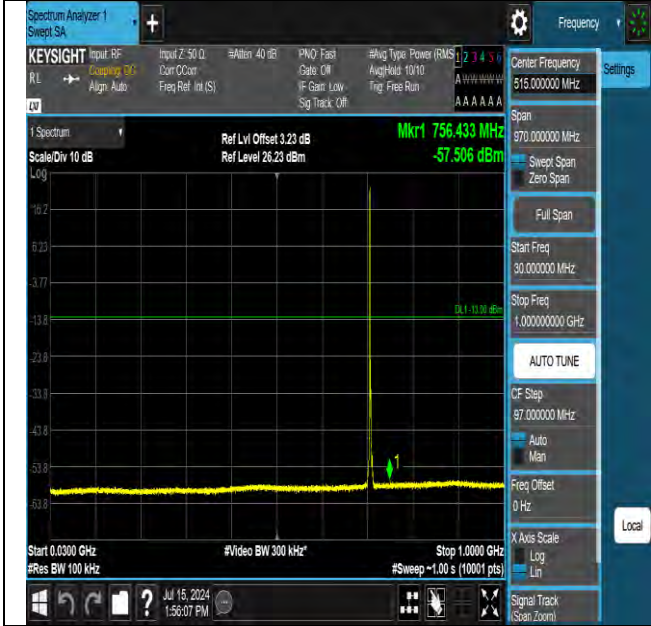 Spectrum Analyzer 1
Swept SA
+
Frequency
KEYSIGHT
RL
LXI
Input: RF
Coupling: DC
Align: Auto
Input Z: 50 Ω
Corr CCorr
Freq Ref: Int (S)
#Atten: 40 dB
PNO: Fast
Gate: Off
IF Gain: Low
Sig Track: Off
#Avg Type: Power (RMS
Avg|Hold: 10/10
Trig: Free Run
1 2 3 4 5 6
A W W W W W
A A A A A A
Center Frequency
515.000000 MHz
Settings
1 Spectrum
Scale/Div 10 dB
Log
Ref Lvl Offset 3.23 dB
Ref Level 26.23 dBm
Mkr1 756.433 MHz
-57.506 dBm
Span
970.000000 MHz
Swept Span
Zero Span
Full Span
Start Freq
30.000000 MHz
Stop Freq
1.000000000 GHz
AUTO TUNE
CF Step
97.000000 MHz
Auto
Man
Freq Offset
0 Hz
X Axis Scale
Log
Lin
Signal Track
(Span Zoom)
Local
16.2
6.23
-3.77
DL1 -13.00 dBm
-13.8
-23.8
-33.8
-43.8
-53.8
1
-63.8
Start 0.0300 GHz
#Res BW 100 kHz
#Video BW 300 kHz*
Stop 1.0000 GHz
#Sweep ~1.00 s (10001 pts)
?
Jul 15, 2024
1:56:07 PM